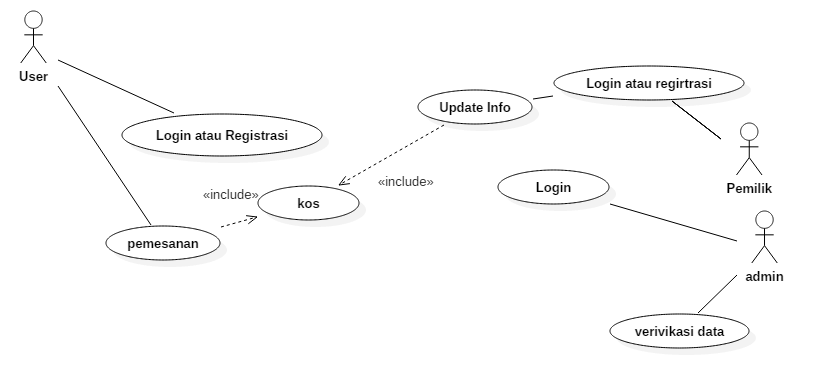 User
Login atau Registrasi
Update Info
Login atau regirtrasi
Pemilik
«include»
«include»
kos
Login
pemesanan
admin
verivikasi data